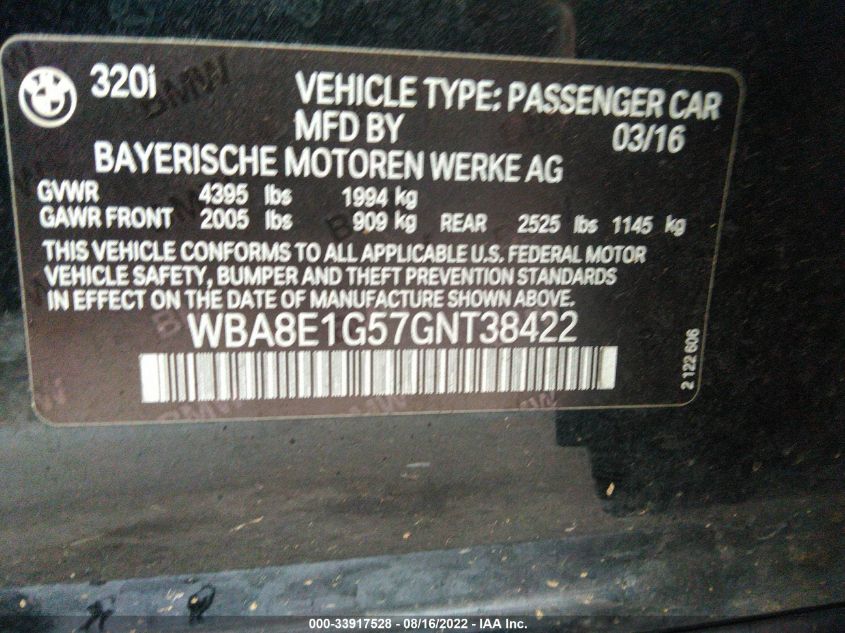 320i
VEHICLE TYPE: PASSENGER CAR
MFD BY 03/16
BAYERISCHE MOTOREN WERKE AG
GVWR 4395 lbs 1994 kg
GAWR FRONT 2005 lbs 909 kg REAR 2525 lbs 1145 kg
THIS VEHICLE CONFORMS TO ALL APPLICABLE U.S. FEDERAL MOTOR
VEHICLE SAFETY, BUMPER AND THEFT PREVENTION STANDARDS
IN EFFECT ON THE DATE OF MANUFACTURE SHOWN ABOVE.
WBA8E1G57GNT38422
2 122 606
000-33917528 - 08/16/2022 - IAA Inc.